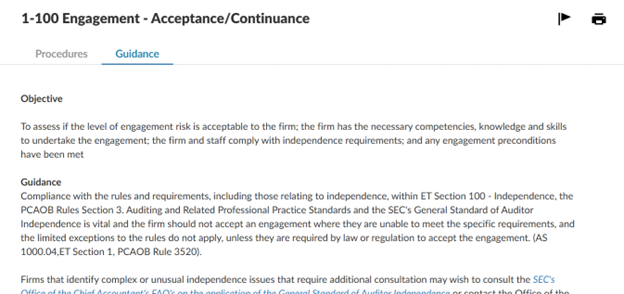 1-100 Engagement - Acceptance/Continuance
Procedures Guidance
Objective
To assess if the level of engagement risk is acceptable to the firm; the firm has the necessary competencies, knowledge and skills
to undertake the engagement; the firm and staff comply with independence requirements; and any engagement preconditions
have been met
Guidance
Compliance with the rules and requirements, including those relating to independence, within ET Section 100 - Independence, the
PCAOB Rules Section 3. Auditing and Related Professional Practice Standards and the SEC's General Standard of Auditor
Independence is vital and the firm should not accept an engagement where they are unable to meet the specific requirements, and
the limited exceptions to the rules do not apply, unless they are required by law or regulation to accept the engagement. (AS
1000.04,ET Section 1, PCAOB Rule 3520).
Firms that identify complex or unusual independence issues that require additional consultation may wish to consult the SEC's
Office of the Chief Accountant's FAQ's on the application of the General Standard of Auditor Independence or contact the Office of the